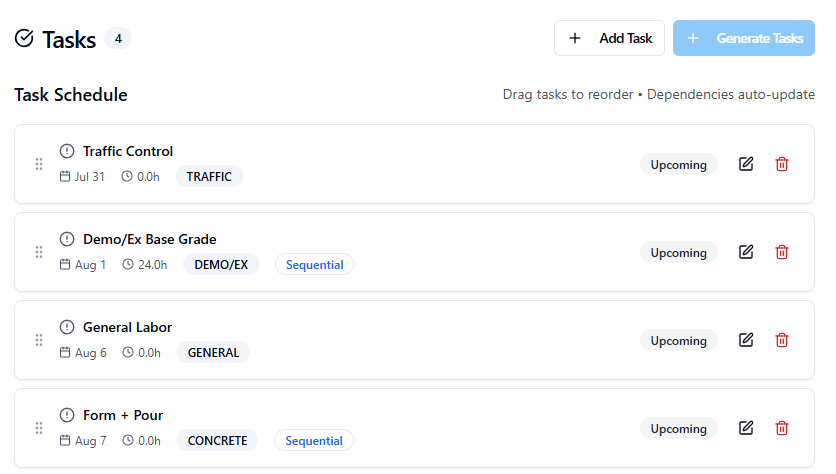 Tasks 4
+ Add Task
+ Generate Tasks
Task Schedule
Drag tasks to reorder • Dependencies auto-update
Traffic Control
Jul 31 0.0h TRAFFIC
Upcoming
Demo/Ex Base Grade
Aug 1 24.0h DEMO/EX Sequential
Upcoming
General Labor
Aug 6 0.0h GENERAL
Upcoming
Form + Pour
Aug 7 0.0h CONCRETE Sequential
Upcoming